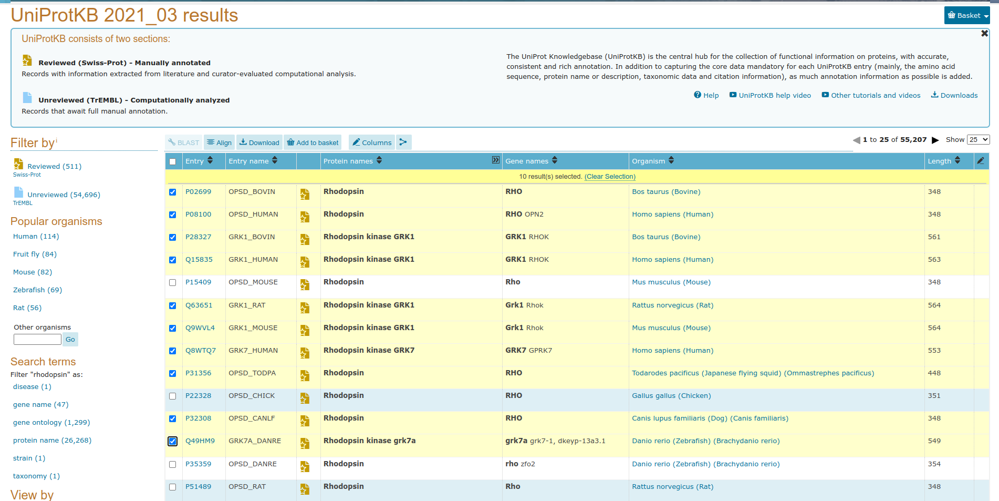 UniProtKB 2021_03 results
Basket
UniProtKB consists of two sections:
Reviewed (Swiss-Prot) - Manually annotated
Records with information extracted from literature and curator-evaluated computational analysis.
Unreviewed (TrEMBL) - Computationally analyzed
Records that await full manual annotation.
The UniProt Knowledgebase (UniProtKB) is the central hub for the collection of functional information on proteins, with accurate,
consistent and rich annotation. In addition to capturing the core data mandatory for each UniProtKB entry (mainly, the amino acid
sequence, protein name or description, taxonomic data and citation information), as much annotation information as possible is added.
Help UniProtKB help video Other tutorials and videos Downloads
Filter by i
Reviewed (511)
Swiss-Prot
Unreviewed (54,696)
TrEMBL
Popular organisms
Human (114)
Fruit fly (84)
Mouse (82)
Zebrafish (69)
Rat (56)
Other organisms
Go
Search terms
Filter "rhodopsin" as:
disease (1)
gene name (47)
gene ontology (1,299)
protein name (26,268)
strain (1)
taxonomy (1)
View by
BLAST Align Download Add to basket Columns
1 to 25 of 55,207 Show 25
Entry Entry name Protein names Gene names Organism Length
10 result(s) selected. (Clear Selection)
P02699 OPSD_BOVIN Rhodopsin RHO Bos taurus (Bovine) 348
P08100 OPSD_HUMAN Rhodopsin RHO OPN2 Homo sapiens (Human) 348
P28327 GRK1_BOVIN Rhodopsin kinase GRK1 GRK1 RHOK Bos taurus (Bovine) 561
Q15835 GRK1_HUMAN Rhodopsin kinase GRK1 GRK1 RHOK Homo sapiens (Human) 563
P15409 OPSD_MOUSE Rhodopsin Rho Mus musculus (Mouse) 348
Q63651 GRK1_RAT Rhodopsin kinase GRK1 Grk1 Rhok Rattus norvegicus (Rat) 564
Q9WVL4 GRK1_MOUSE Rhodopsin kinase GRK1 Grk1 Rhok Mus musculus (Mouse) 564
Q8WTQ7 GRK7_HUMAN Rhodopsin kinase GRK7 GRK7 GPRK7 Homo sapiens (Human) 553
P31356 OPSD_TODPA Rhodopsin RHO Todarodes pacificus (Japanese flying squid) (Ommastrephes pacificus) 448
P22328 OPSD_CHICK Rhodopsin RHO Gallus gallus (Chicken) 351
P32308 OPSD_CANLF Rhodopsin RHO Canis lupus familiaris (Dog) (Canis familiaris) 348
Q49HM9 GRK7A_DANRE Rhodopsin kinase grk7a grk7a grk7-1, dkeyp-13a3.1 Danio rerio (Zebrafish) (Brachydanio rerio) 549
P35359 OPSD_DANRE Rhodopsin rho zfo2 Danio rerio (Zebrafish) (Brachydanio rerio) 354
P51489 OPSD_RAT Rhodopsin Rho Rattus norvegicus (Rat) 348